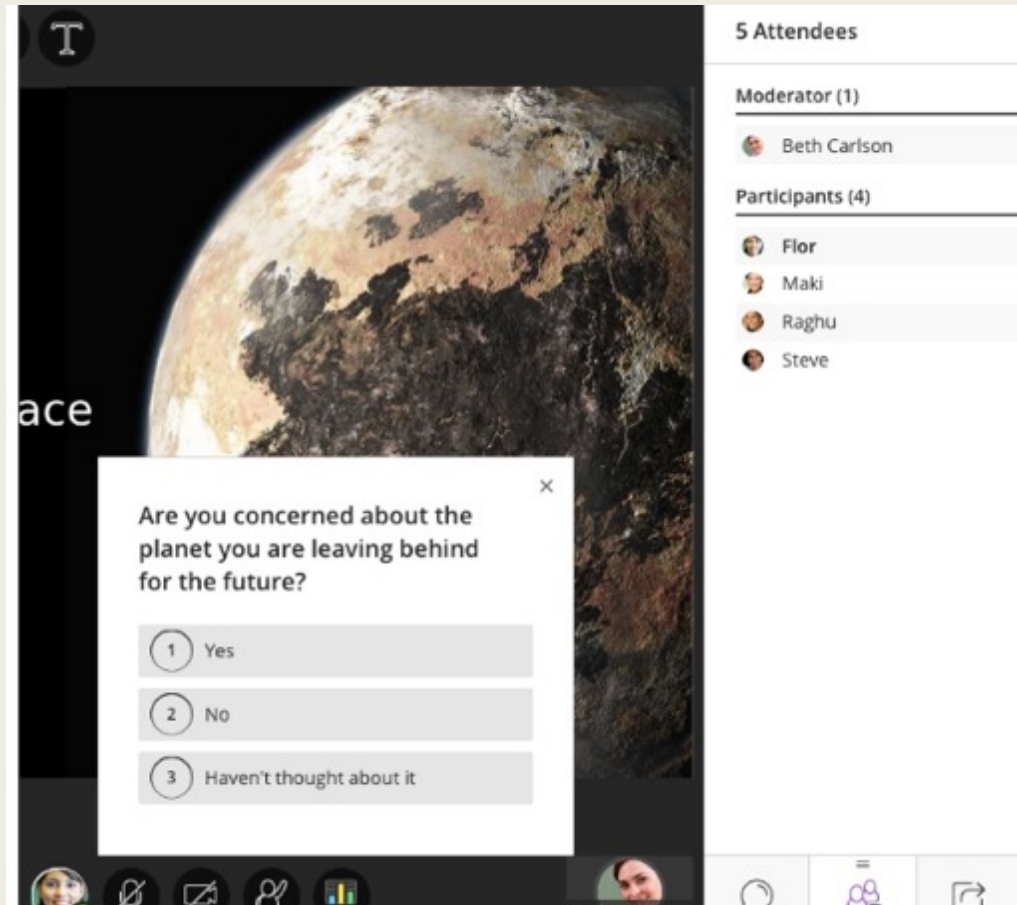 T
5 Attendees
Moderator (1)
Beth Carlson
Participants (4)
Flor
Maki
Raghu
Steve
ace
Are you concerned about the
planet you are leaving behind
for the future?
1 Yes
2 No
3 Haven't thought about it